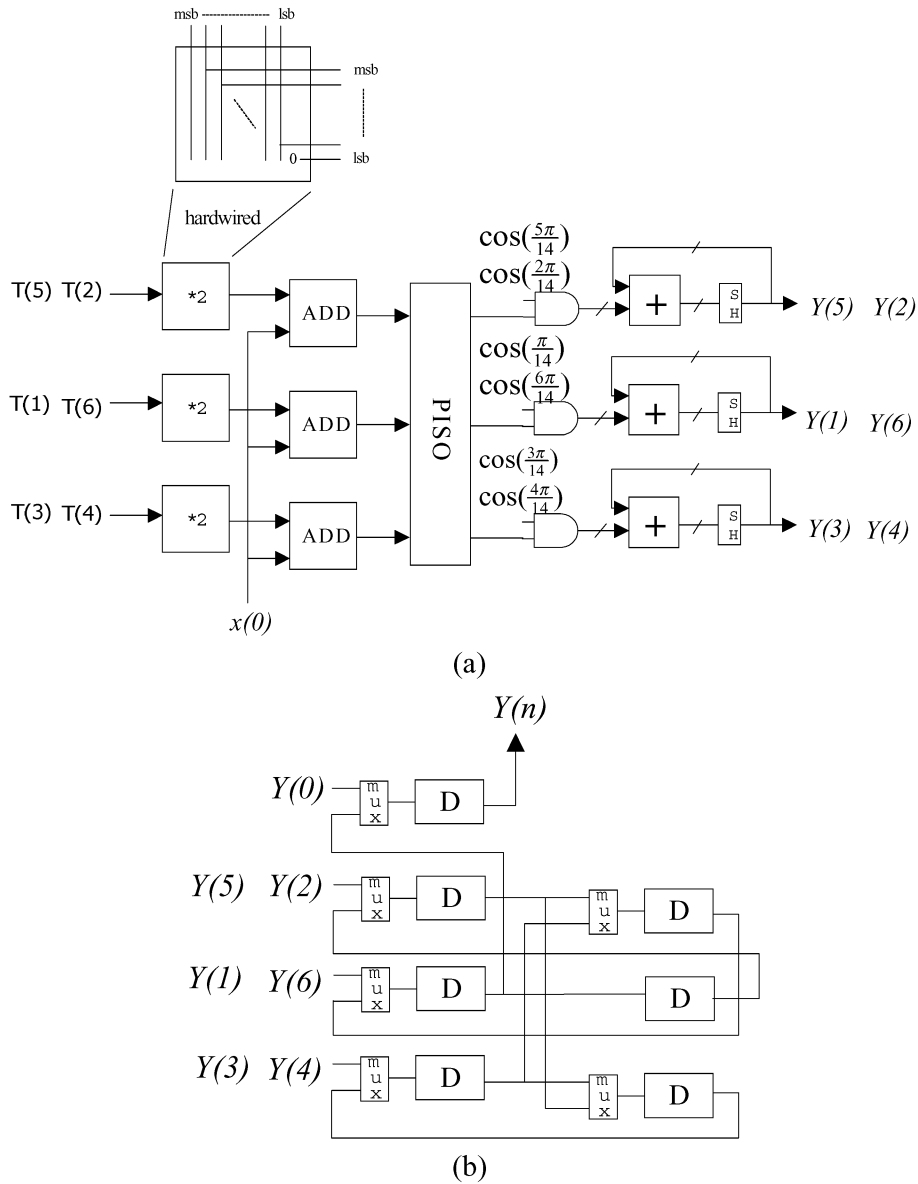 msb lsb
msb
0 lsb
hardwired
cos(5π/14)
cos(2π/14)
T(5) T(2) *2 ADD + S H Y(5) Y(2)
cos(π/14)
cos(6π/14)
T(1) T(6) *2 ADD PISO + S H Y(1) Y(6)
cos(3π/14)
cos(4π/14)
T(3) T(4) *2 ADD + S H Y(3) Y(4)
x(0)
(a)
Y(n)
Y(0) mux D
Y(5) Y(2) mux D mux D
Y(1) Y(6) mux D D
Y(3) Y(4) mux D mux D
(b)